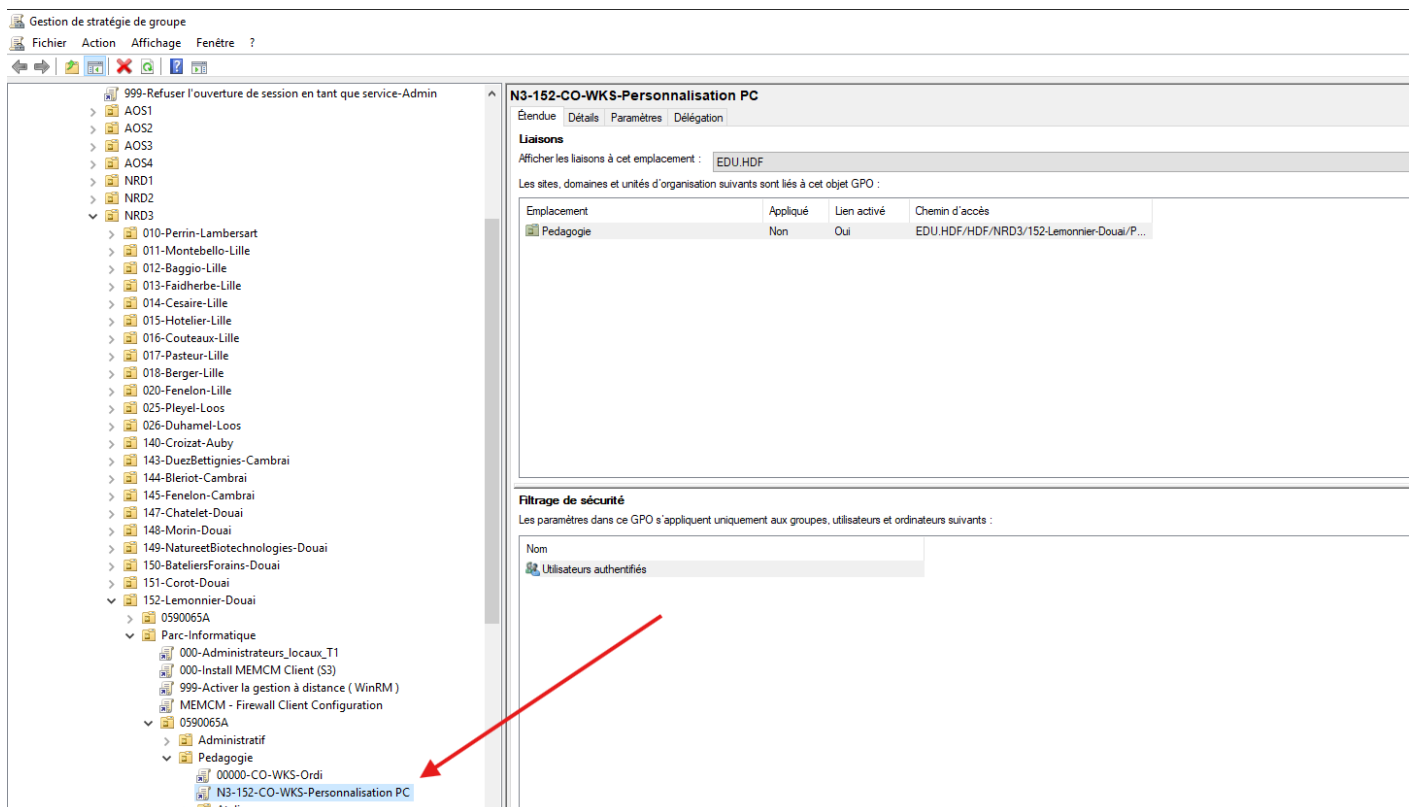 Gestion de stratégie de groupe
Fichier Action Affichage Fenêtre ?
999-Refuser l'ouverture de session en tant que service-Admin
AOS1
AOS2
AOS3
AOS4
NRD1
NRD2
NRD3
010-Perrin-Lambersart
011-Montebello-Lille
012-Baggio-Lille
013-Faidherbe-Lille
014-Cesaire-Lille
015-Hotelier-Lille
016-Couteaux-Lille
017-Pasteur-Lille
018-Berger-Lille
020-Fenelon-Lille
025-Pleyel-Loos
026-Duhamel-Loos
140-Croizat-Auby
143-DuezBettignies-Cambrai
144-Bleriot-Cambrai
145-Fenelon-Cambrai
147-Chatelet-Douai
148-Morin-Douai
149-NatureetBiotechnologies-Douai
150-BateliersForains-Douai
151-Corot-Douai
152-Lemonnier-Douai
0590065A
Parc-Informatique
000-Administrateurs_locaux_T1
000-Install MEMCM Client (S3)
999-Activer la gestion à distance ( WinRM )
MEMCM - Firewall Client Configuration
0590065A
Administratif
Pedagogie
00000-CO-WKS-Ordi
N3-152-CO-WKS-Personnalisation PC
N3-152-CO-WKS-Personnalisation PC
Étendue Détails Paramètres Délégation
Liaisons
Afficher les liaisons à cet emplacement : EDU.HDF
Les sites, domaines et unités d'organisation suivants sont liés à cet objet GPO :
Emplacement Appliqué Lien activé Chemin d'accès
Pedagogie Non Oui EDU.HDF/HDF/NRD3/152-Lemonnier-Douai/P...
Filtrage de sécurité
Les paramètres dans ce GPO s'appliquent uniquement aux groupes, utilisateurs et ordinateurs suivants :
Nom
Utilisateurs authentifiés